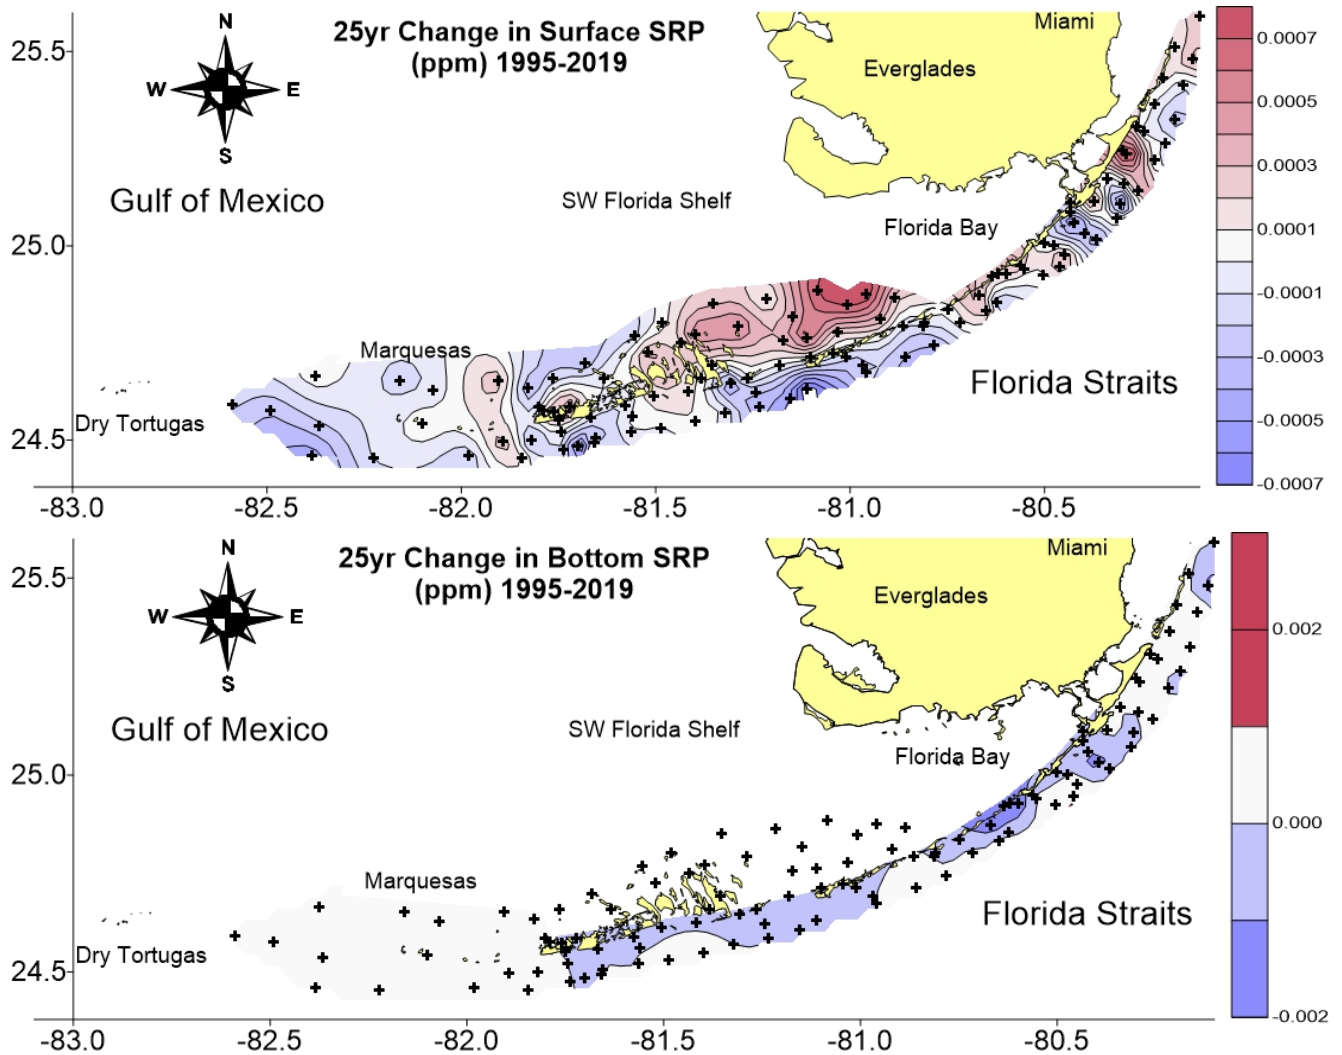 25yr Change in Surface SRP
(ppm) 1995-2019
N
W
E
S
Gulf of Mexico
SW Florida Shelf
Everglades
Miami
Florida Bay
Marquesas
Dry Tortugas
Florida Straits
25.5
25.0
24.5
-83.0
-82.5
-82.0
-81.5
-81.0
-80.5
0.0007
0.0005
0.0003
0.0001
-0.0001
-0.0003
-0.0005
-0.0007
25yr Change in Bottom SRP
(ppm) 1995-2019
N
W
E
S
Gulf of Mexico
SW Florida Shelf
Everglades
Miami
Florida Bay
Marquesas
Dry Tortugas
Florida Straits
25.5
25.0
24.5
-83.0
-82.5
-82.0
-81.5
-81.0
-80.5
0.002
0.000
-0.002